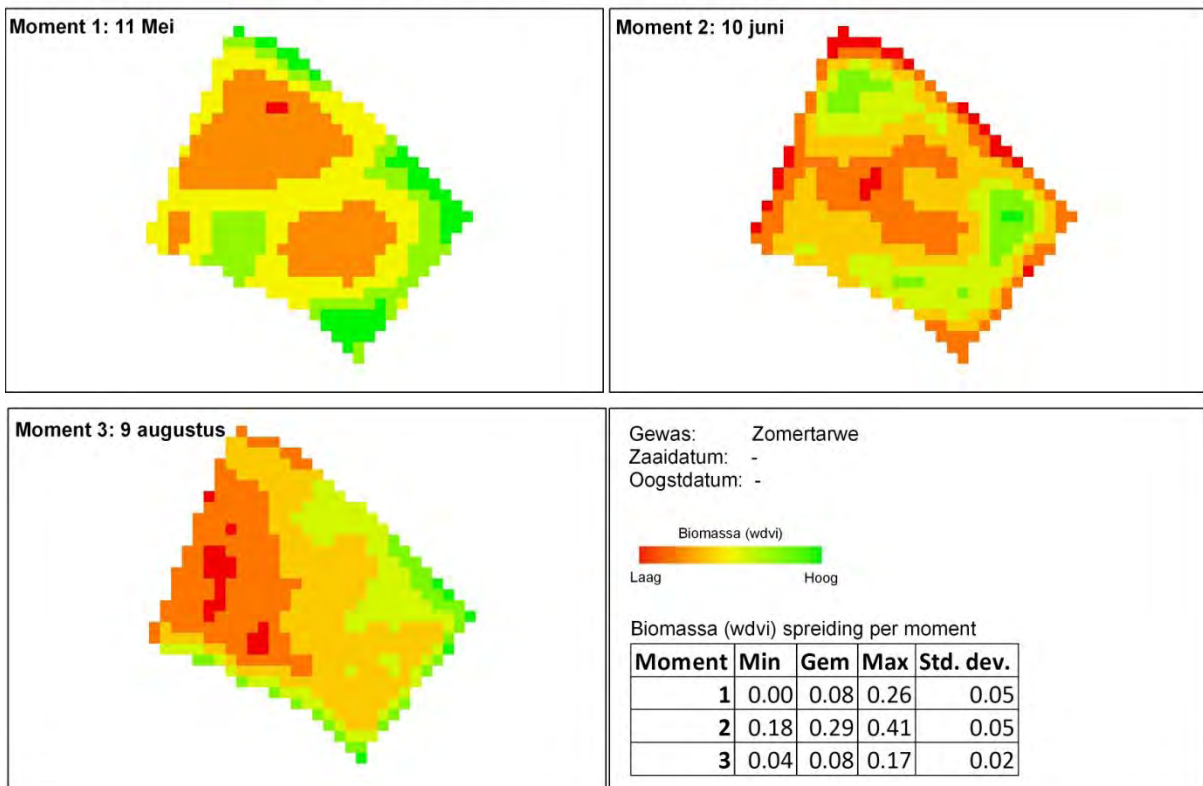 Moment 1: 11 Mei
Moment 2: 10 juni
Moment 3: 9 augustus
Gewas: Zomertarwe
Zaaidatum: -
Oogstdatum: -
Biomassa (wdvi)
Laag Hoog
Biomassa (wdvi) spreiding per moment
Moment Min Gem Max Std. dev.
1 0.00 0.08 0.26 0.05
2 0.18 0.29 0.41 0.05
3 0.04 0.08 0.17 0.02